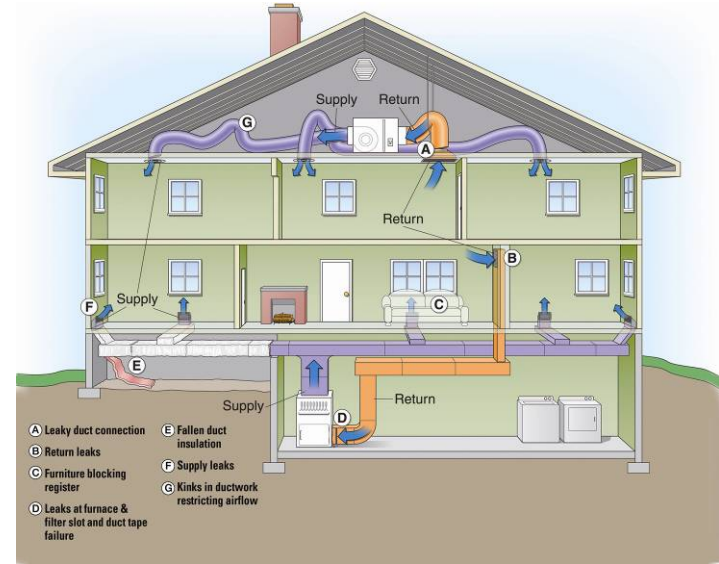 Supply
Return
G
A
Return
B
F
Supply
C
E
Supply
Return
D
A Leaky duct connection
B Return leaks
C Furniture blocking
register
D Leaks at furnace &
filter slot and duct tape
failure
E Fallen duct
insulation
F Supply leaks
G Kinks in ductwork
restricting airflow